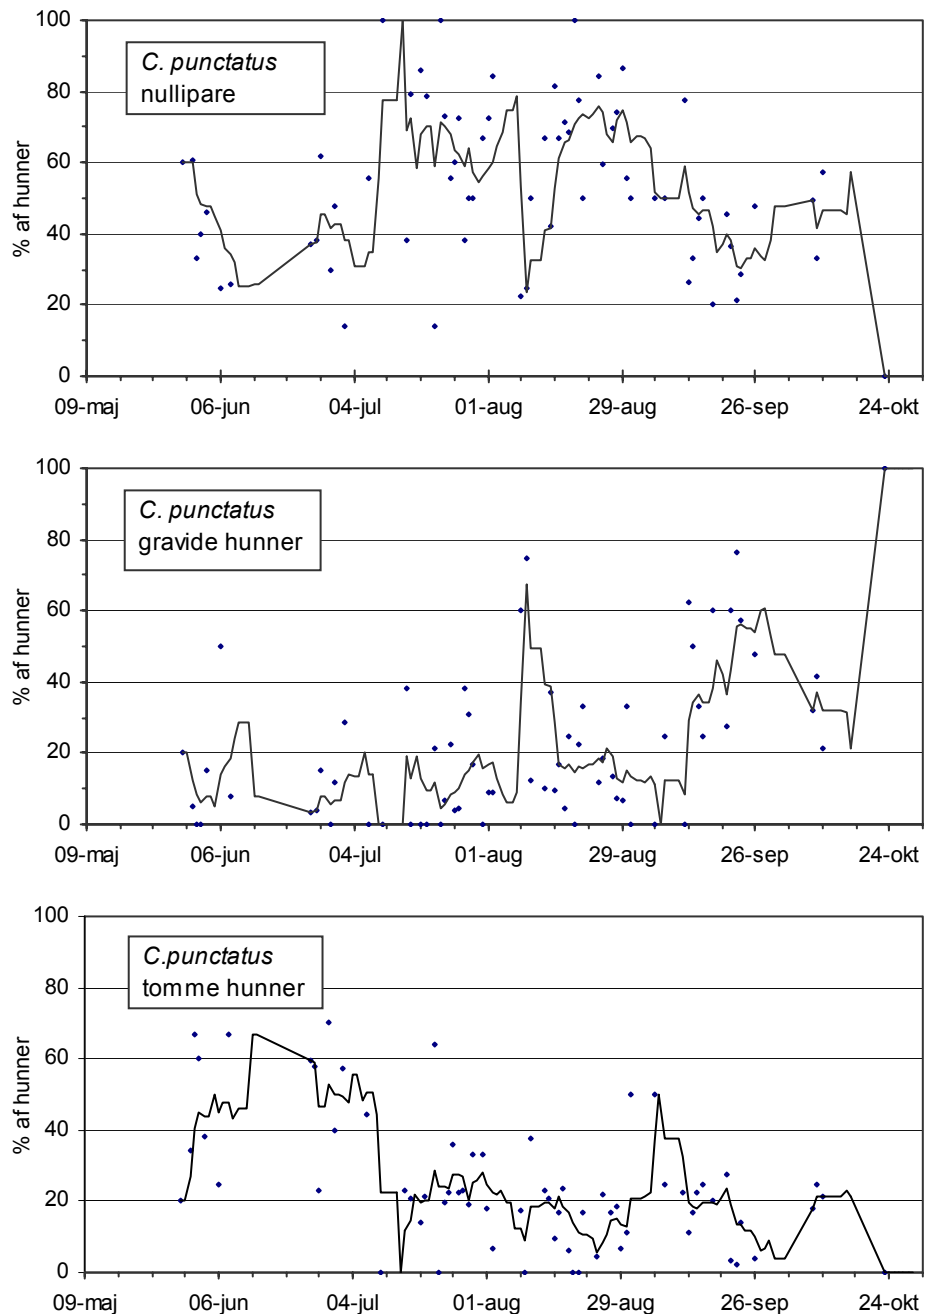 100
80
60
40
20
0
% af hunner
C. punctatus
nullipare
09-maj 06-jun 04-jul 01-aug 29-aug 26-sep 24-okt
100
80
60
40
20
0
% af hunner
C. punctatus
gravide hunner
09-maj 06-jun 04-jul 01-aug 29-aug 26-sep 24-okt
100
80
60
40
20
0
% af hunner
C.punctatus
tomme hunner
09-maj 06-jun 04-jul 01-aug 29-aug 26-sep 24-okt